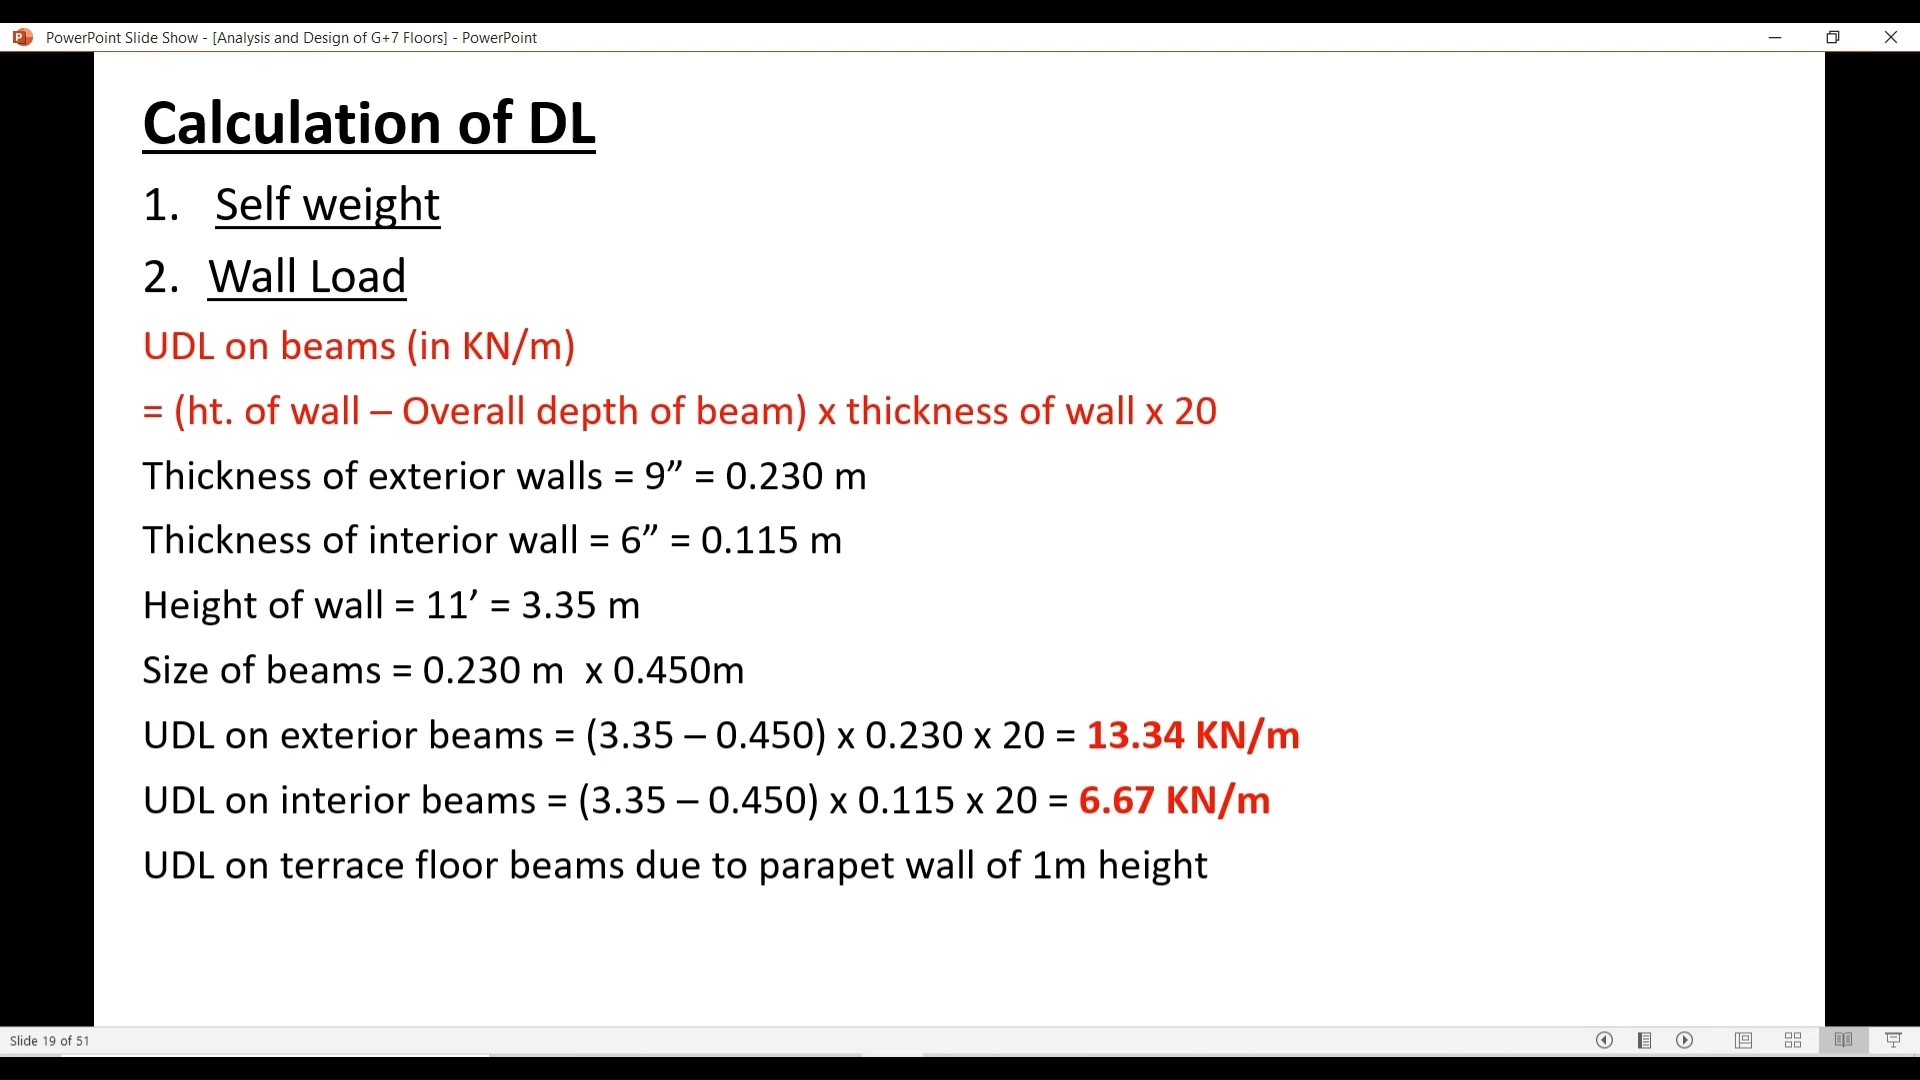 PowerPoint Slide Show - [Analysis and Design of G+7 Floors] - PowerPoint
Calculation of DL
1. Self weight
2. Wall Load
UDL on beams (in KN/m)
= (ht. of wall – Overall depth of beam) x thickness of wall x 20
Thickness of exterior walls = 9” = 0.230 m
Thickness of interior wall = 6” = 0.115 m
Height of wall = 11’ = 3.35 m
Size of beams = 0.230 m x 0.450m
UDL on exterior beams = (3.35 – 0.450) x 0.230 x 20 = 13.34 KN/m
UDL on interior beams = (3.35 – 0.450) x 0.115 x 20 = 6.67 KN/m
UDL on terrace floor beams due to parapet wall of 1m height
Slide 19 of 51